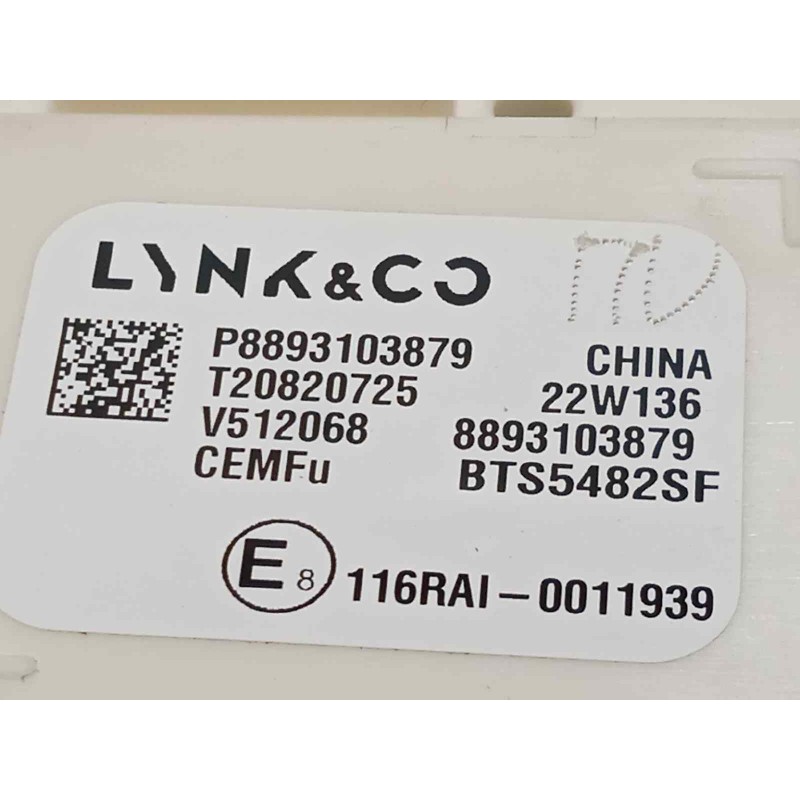 LYNK&CO
P8893103879
T20820725
V512068
CEMFu
CHINA
22W136
8893103879
BTS5482SF
E8 116RAI-0011939